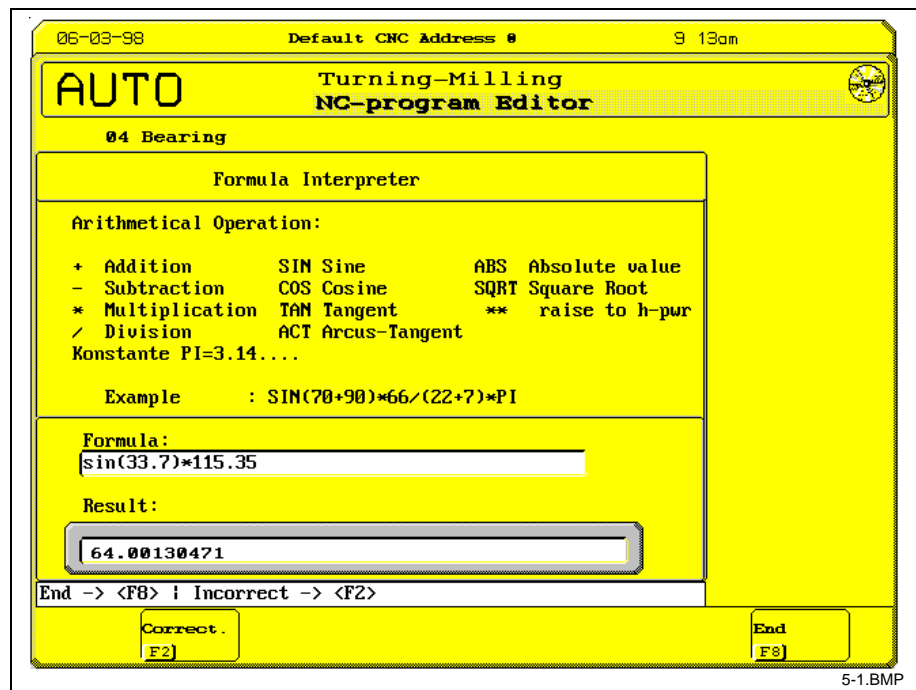 06-03-98 Default CNC Address 0 9 13am
AUTO
Turning-Milling
NC-program Editor
04 Bearing
Formula Interpreter
Arithmetical Operation:
+ Addition SIN Sine ABS Absolute value
- Subtraction COS Cosine SQRT Square Root
* Multiplication TAN Tangent ** raise to h-pwr
/ Division ACT Arcus-Tangent
Konstante PI=3.14....
Example : SIN(70+90)*66/(22+7)*PI
Formula:
sin(33.7)*115.35
Result:
64.00130471
End -> <F8> ¦ Incorrect -> <F2>
Correct. End
F2 F8
5-1.BMP